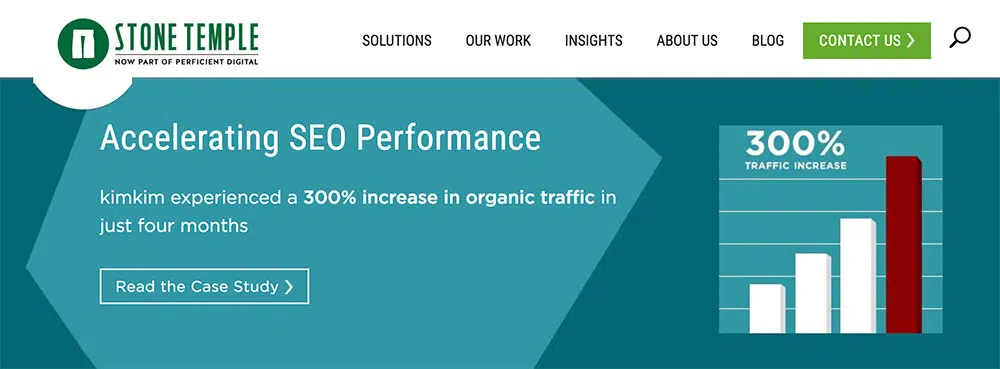 STONE TEMPLE
NOW PART OF PERFICIENT DIGITAL
SOLUTIONS
OUR WORK
INSIGHTS
ABOUT US
BLOG
CONTACT US
Accelerating SEO Performance
kimkim experienced a 300% increase in organic traffic in
just four months
Read the Case Study
300%
TRAFFIC INCREASE